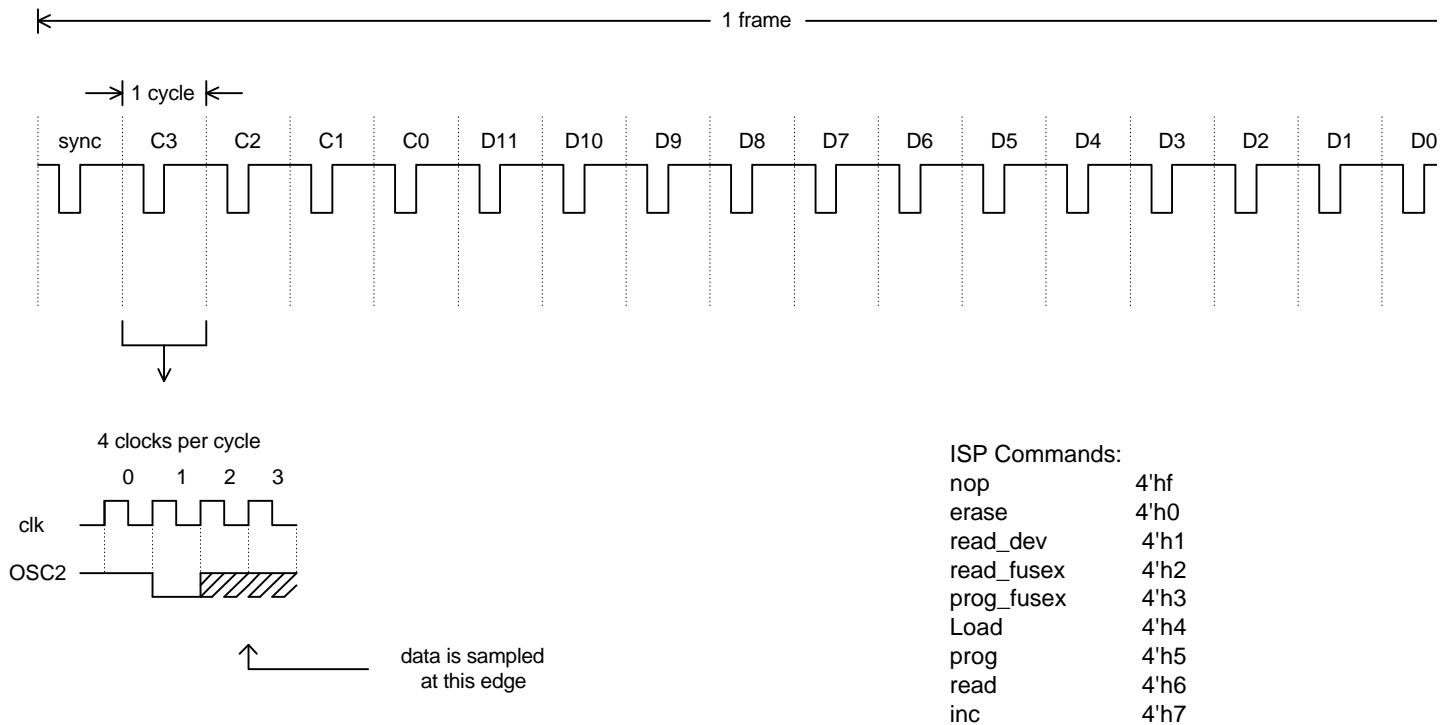 1 frame
1 cycle
sync C3 C2 C1 C0 D11 D10 D9 D8 D7 D6 D5 D4 D3 D2 D1 D0
4 clocks per cycle
0 1 2 3
clk
OSC2
data is sampled
at this edge
ISP Commands:
nop 4'hf
erase 4'h0
read_dev 4'h1
read_fusex 4'h2
prog_fusex 4'h3
Load 4'h4
prog 4'h5
read 4'h6
inc 4'h7